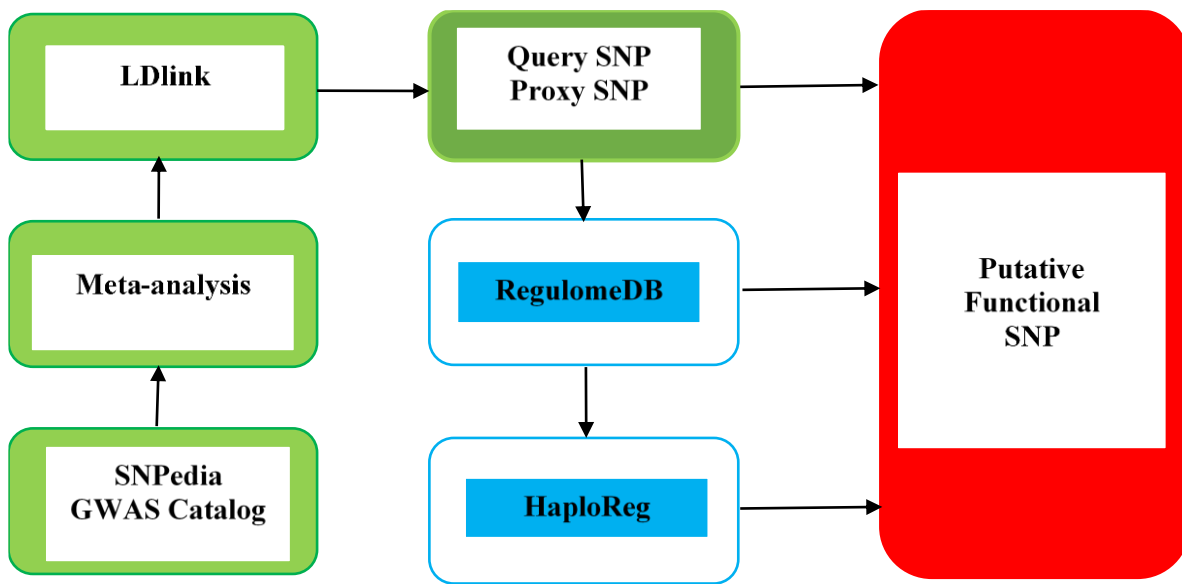 LDlink
Query SNP
Proxy SNP
Meta-analysis
RegulomeDB
Putative
Functional
SNP
SNPedia
GWAS Catalog
HaploReg